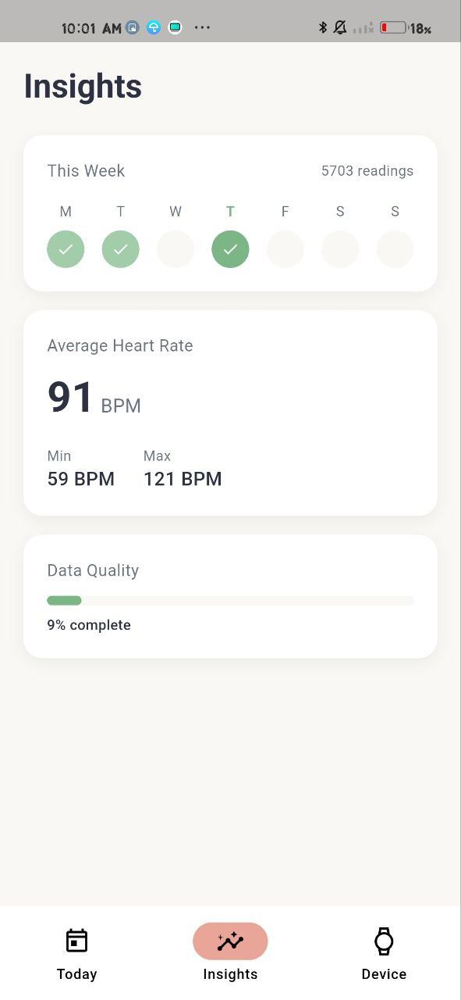 10:01 AM ... 18%
Insights
This Week 5703 readings
M T W T F S S
Average Heart Rate
91 BPM
Min Max
59 BPM 121 BPM
Data Quality
9% complete
Today Insights Device